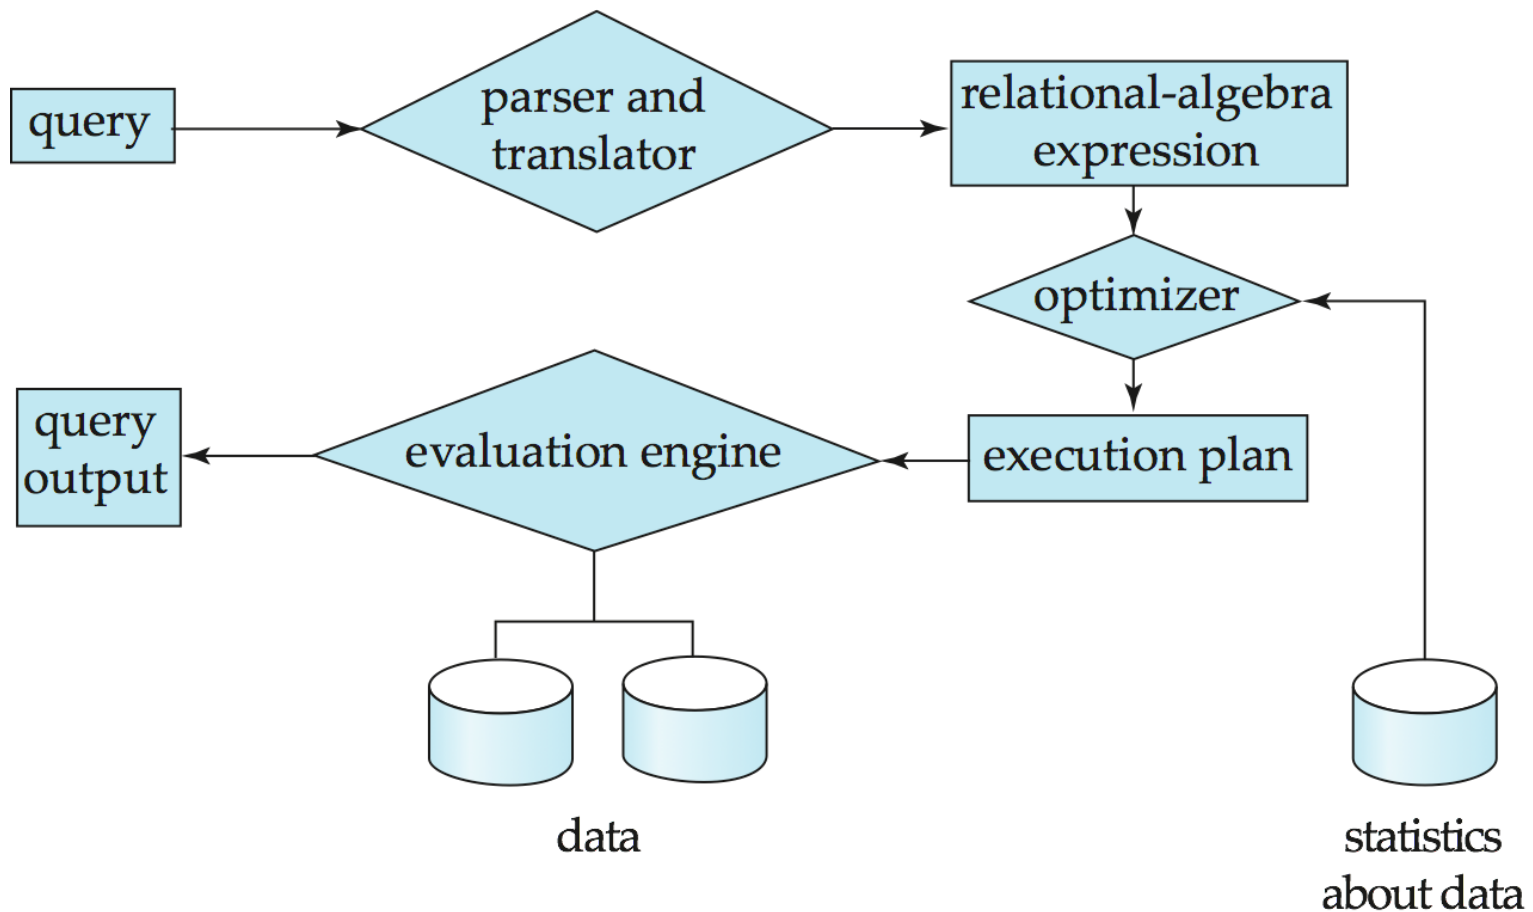 query
parser and
translator
relational-algebra
expression
optimizer
query
output
evaluation engine
execution plan
data
statistics
about data